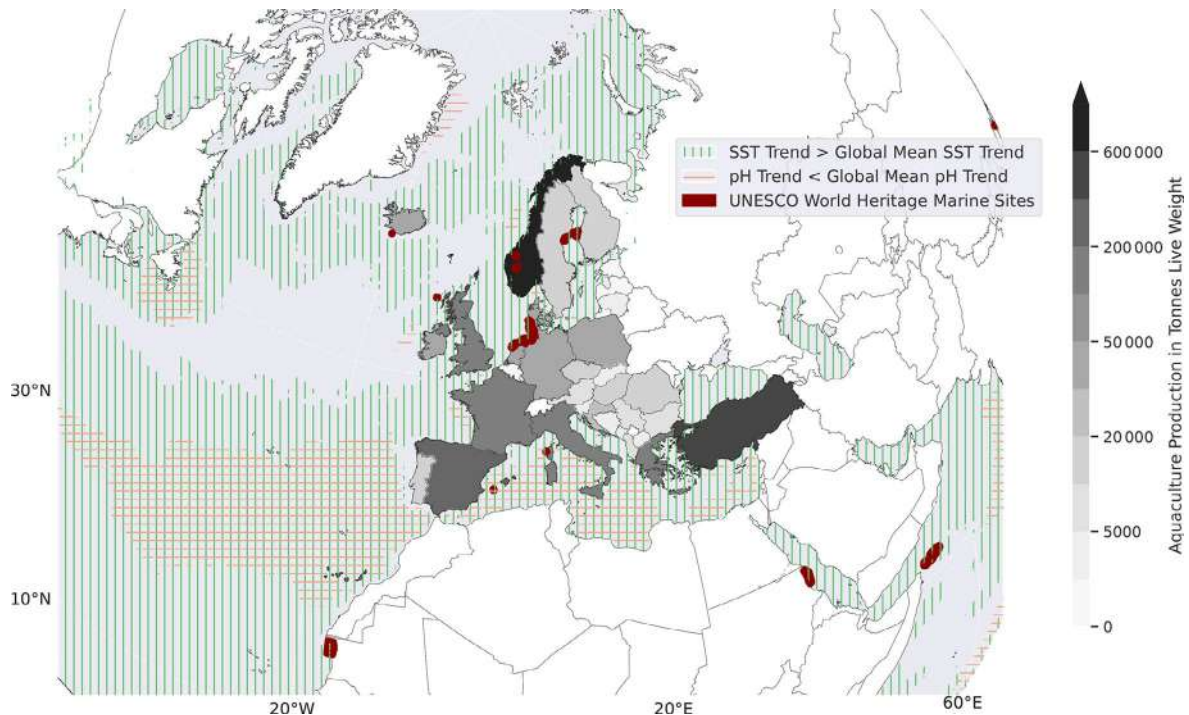 SST Trend > Global Mean SST Trend
pH Trend < Global Mean pH Trend
UNESCO World Heritage Marine Sites
30°N
10°N
20°W
20°E
60°E
600 000
200 000
50 000
20 000
5000
0
Aquaculture Production in Tonnes Live Weight